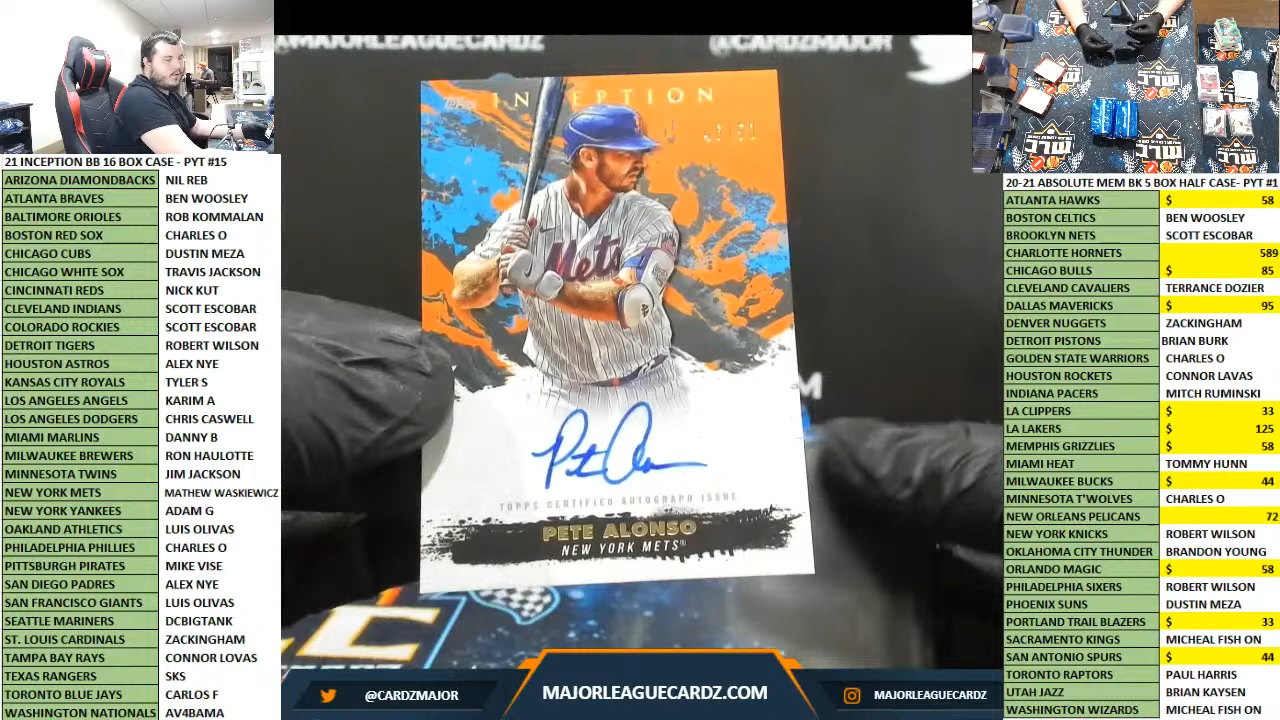 @MAJORLEAGUECARDZ
@CARDZMAJOR
21 INCEPTION BB 16 BOX CASE - PYT #15
ARIZONA DIAMONDBACKS NIL REB
ATLANTA BRAVES BEN WOOSLEY
BALTIMORE ORIOLES ROB KOMMALAN
BOSTON RED SOX CHARLES O
CHICAGO CUBS DUSTIN MEZA
CHICAGO WHITE SOX TRAVIS JACKSON
CINCINATI REDS NICK KUT
CLEVELAND INDIANS SCOTT ESCOBAR
COLORADO ROCKIES SCOTT ESCOBAR
DETROIT TIGERS ROBERT WILSON
HOUSTON ASTROS ALEX NYE
KANSAS CITY ROYALS TYLER S
LOS ANGELES ANGELS KARIM A
LOS ANGELES DODGERS CHRIS CASWELL
MIAMI MARLINS DANNY B
MILWAUKEE BREWERS RON HAULOTTE
MINNESOTA TWINS JIM JACKSON
NEW YORK METS MATHEW WASKIEWICZ
NEW YORK YANKEES ADAM G
OAKLAND ATHLETICS LUIS OLIVAS
PHILADELPHIA PHILLIES CHARLES O
PITTSBURGH PIRATES MIKE VISE
SAN DIEGO PADRES ALEX NYE
SAN FRANCISCO GIANTS LUIS OLIVAS
SEATTLE MARINERS DCBIGTANK
ST. LOUIS CARDINALS ZACKINGHAM
TAMPA BAY RAYS CONNOR LOVAS
TEXAS RANGERS SKS
TORONTO BLUE JAYS CARLOS F
WASHINGTON NATIONALS AV4BAMA
TOPPS INCEPTION
Mets
Pete Alonso
TOPPS CERTIFIED AUTOGRAPH ISSUE
PETE ALONSO
NEW YORK METS®
@CARDZMAJOR
MAJORLEAGUECARDZ.COM
MAJORLEAGUECARDZ
20-21 ABSOLUTE MEM BK 5 BOX HALF CASE- PYT #1
ATLANTA HAWKS $ 58
BOSTON CELTICS BEN WOOSLEY
BROOKLYN NETS SCOTT ESCOBAR
CHARLOTTE HORNETS 589
CHICAGO BULLS $ 85
CLEVELAND CAVALIERS TERRANCE DOZIER
DALLAS MAVERICKS $ 95
DENVER NUGGETS ZACKINGHAM
DETROIT PISTONS BRIAN BURK
GOLDEN STATE WARRIORS CHARLES O
HOUSTON ROCKETS CONNOR LAVAS
INDIANA PACERS MITCH RUMINSKI
LA CLIPPERS $ 33
LA LAKERS $ 125
MEMPHIS GRIZZLIES $ 58
MIAMI HEAT TOMMY HUNN
MILWAUKEE BUCKS $ 44
MINNESOTA T'WOLVES CHARLES O
NEW ORLEANS PELICANS 72
NEW YORK KNICKS ROBERT WILSON
OKLAHOMA CITY THUNDER BRANDON YOUNG
ORLANDO MAGIC $ 58
PHILADELPHIA SIXERS ROBERT WILSON
PHOENIX SUNS DUSTIN MEZA
PORTLAND TRAIL BLAZERS $ 33
SACRAMENTO KINGS MICHEAL FISH ON
SAN ANTONIO SPURS $ 44
TORONTO RAPTORS PAUL HARRIS
UTAH JAZZ BRIAN KAYSEN
WASHINGTON WIZARDS MICHEAL FISH ON